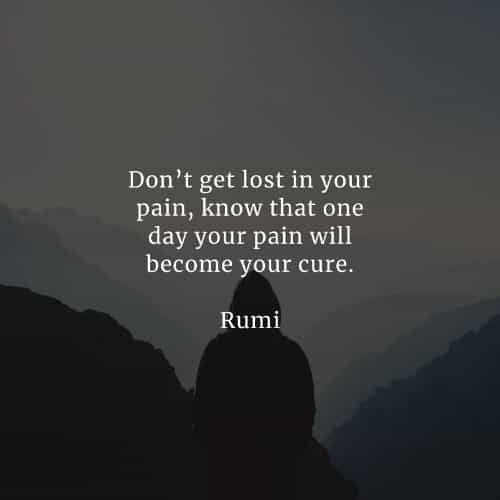 Don’t get lost in your
pain, know that one
day your pain will
become your cure.
Rumi